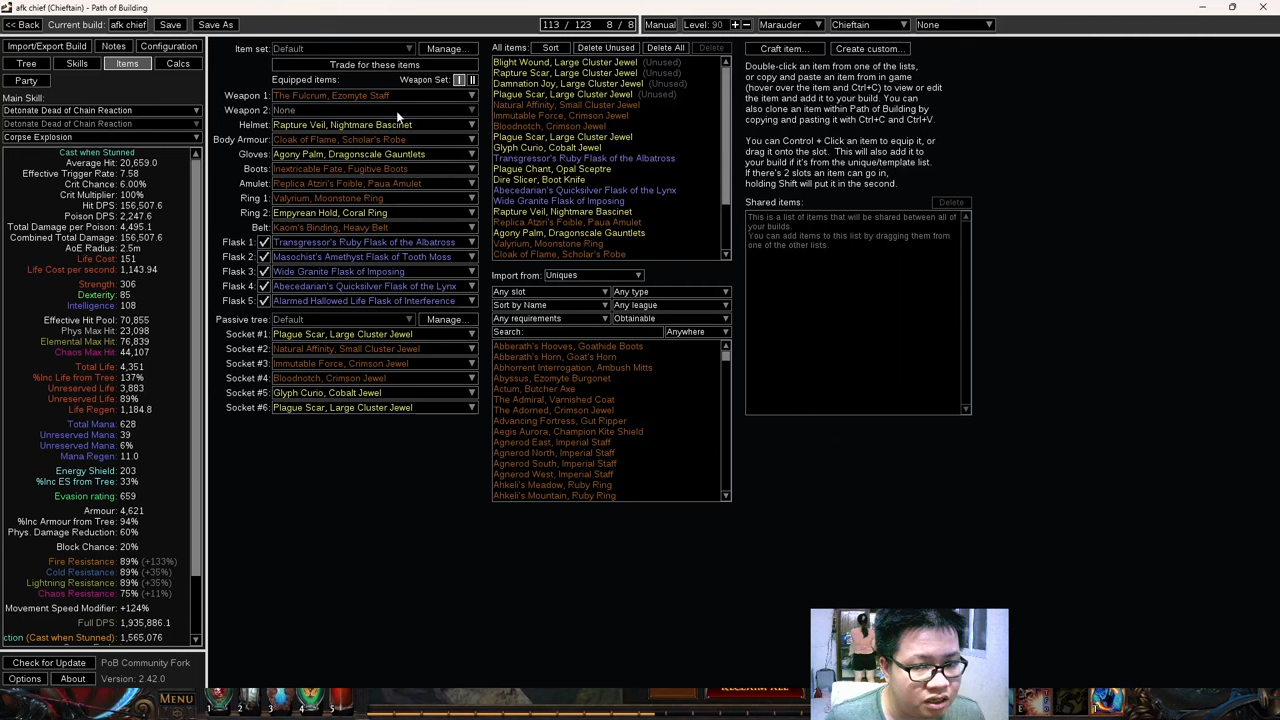 afk chief (Chieftain) - Path of Building
<< Back
Current build:
afk chief
Save
Save As
113 / 123   8 / 8
Manual
Level: 90
Marauder
Chieftain
None
Import/Export Build
Notes
Configuration
Tree
Skills
Items
Calcs
Party
Main Skill:
Detonate Dead of Chain Reaction
Detonate Dead of Chain Reaction
Corpse Explosion
Cast when Stunned
Average Hit: 20,659.0
Effective Trigger Rate: 7.58
Crit Chance: 6.00%
Crit Multiplier: 100%
Hit DPS: 156,507.6
Poison DPS: 2,247.6
Total Damage per Poison: 4,495.1
Combined Total Damage: 156,507.6
AoE Radius: 2.5m
Life Cost: 151
Life Cost per second: 1,143.94
Strength: 306
Dexterity: 85
Intelligence: 108
Effective Hit Pool: 70,855
Phys Max Hit: 23,098
Elemental Max Hit: 76,839
Chaos Max Hit: 44,107
Total Life: 4,351
%Inc Life from Tree: 137%
Unreserved Life: 3,883
Unreserved Life: 89%
Life Regen: 1,184.8
Total Mana: 628
Unreserved Mana: 39
Unreserved Mana: 6%
Mana Regen: 11.0
Energy Shield: 203
%Inc ES from Tree: 33%
Evasion rating: 659
Armour: 4,621
%Inc Armour from Tree: 94%
Phys. Damage Reduction: 60%
Block Chance: 20%
Fire Resistance: 89% (+133%)
Cold Resistance: 89% (+35%)
Lightning Resistance: 89% (+35%)
Chaos Resistance: 75% (+11%)
Movement Speed Modifier: +124%
Full DPS: 1,935,886.1
ction (Cast when Stunned): 1,565,076
Check for Update
PoB Community Fork
Options
About
Version: 2.42.0
Item set: Default
Manage...
Trade for these items
Equipped items:
Weapon Set: I II
Weapon 1: The Fulcrum, Ezomyte Staff
Weapon 2: None
Helmet: Rapture Veil, Nightmare Bascinet
Body Armour: Cloak of Flame, Scholar's Robe
Gloves: Agony Palm, Dragonscale Gauntlets
Boots: Inextricable Fate, Fugitive Boots
Amulet: Replica Atziri's Foible, Paua Amulet
Ring 1: Valyrium, Moonstone Ring
Ring 2: Empyrean Hold, Coral Ring
Belt: Kaom's Binding, Heavy Belt
Flask 1: Transgressor's Ruby Flask of the Albatross
Flask 2: Masochist's Amethyst Flask of Tooth Moss
Flask 3: Wide Granite Flask of Imposing
Flask 4: Abecedarian's Quicksilver Flask of the Lynx
Flask 5: Alarmed Hallowed Life Flask of Interference
Passive tree: Default
Manage...
Socket #1: Plague Scar, Large Cluster Jewel
Socket #2: Natural Affinity, Small Cluster Jewel
Socket #3: Immutable Force, Crimson Jewel
Socket #4: Bloodnotch, Crimson Jewel
Socket #5: Glyph Curio, Cobalt Jewel
Socket #6: Plague Scar, Large Cluster Jewel
All items:
Sort
Delete Unused
Delete All
Delete
Blight Wound, Large Cluster Jewel (Unused)
Rapture Scar, Large Cluster Jewel (Unused)
Damnation Joy, Large Cluster Jewel (Unused)
Plague Scar, Large Cluster Jewel (Unused)
Natural Affinity, Small Cluster Jewel
Immutable Force, Crimson Jewel
Bloodnotch, Crimson Jewel
Plague Scar, Large Cluster Jewel
Glyph Curio, Cobalt Jewel
Transgressor's Ruby Flask of the Albatross
Plague Chant, Opal Sceptre
Dire Slicer, Boot Knife
Abecedarian's Quicksilver Flask of the Lynx
Wide Granite Flask of Imposing
Rapture Veil, Nightmare Bascinet
Replica Atziri's Foible, Paua Amulet
Agony Palm, Dragonscale Gauntlets
Valyrium, Moonstone Ring
Cloak of Flame, Scholar's Robe
Import from: Uniques
Any slot
Any type
Sort by Name
Any league
Any requirements
Obtainable
Search:
Anywhere
Abberath's Hooves, Goathide Boots
Abberath's Horn, Goat's Horn
Abhorrent Interrogation, Ambush Mitts
Abyssus, Ezomyte Burgonet
Actum, Butcher Axe
The Admiral, Varnished Coat
The Adorned, Crimson Jewel
Advancing Fortress, Gut Ripper
Aegis Aurora, Champion Kite Shield
Agnerod East, Imperial Staff
Agnerod North, Imperial Staff
Agnerod South, Imperial Staff
Agnerod West, Imperial Staff
Ahkeli's Meadow, Ruby Ring
Ahkeli's Mountain, Ruby Ring
Craft item...
Create custom...
Double-click an item from one of the lists,
or copy and paste an item from in game
(hover over the item and Ctrl+C) to view or edit
the item and add it to your build. You can
also clone an item within Path of Building by
copying and pasting it with Ctrl+C and Ctrl+V.
You can Control + Click an item to equip it, or
drag it onto the slot.  This will also add it to
your build if it's from the unique/template list.
If there's 2 slots an item can go in,
holding Shift will put it in the second.
Shared items:
Delete
This is a list of items that will be shared between all of
your builds.
You can add items to this list by dragging them from
one of the other lists.
MENU
1 2 3 4 5
RECLAIM ALL
E